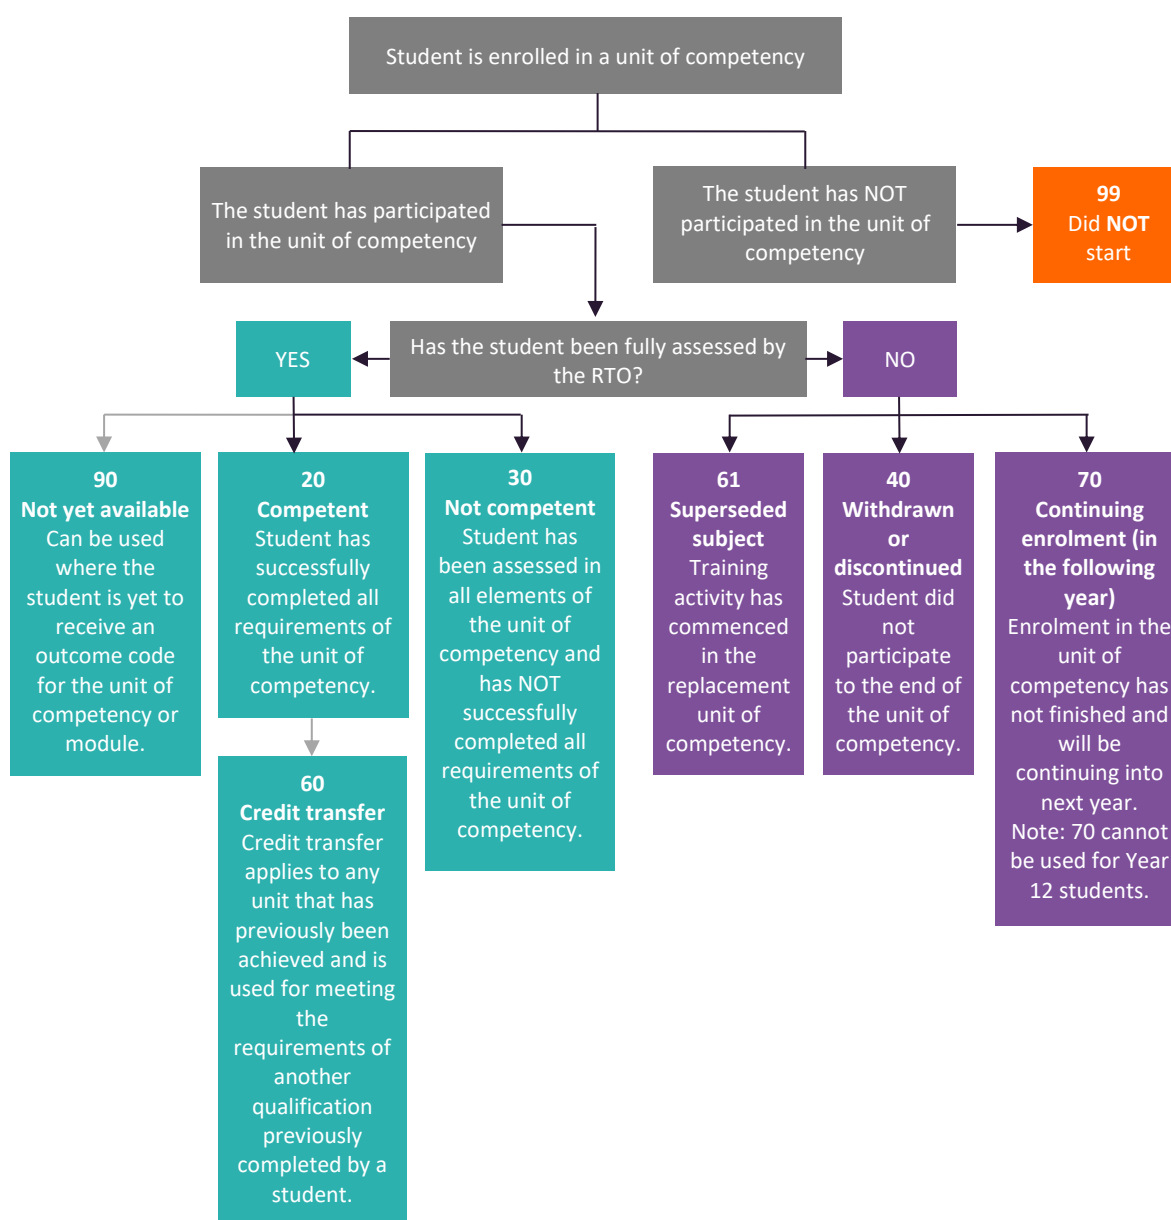 Student is enrolled in a unit of competency
The student has participated
in the unit of competency
The student has NOT
participated in the unit of
competency
99
Did NOT
start
YES
Has the student been fully assessed by
the RTO?
NO
90
Not yet available
Can be used
where the
student is yet to
receive an
outcome code
for the unit of
competency or
module.
20
Competent
Student has
successfully
completed all
requirements of
the unit of
competency.
30
Not competent
Student has
been assessed in
all elements of
the unit of
competency and
has NOT
successfully
completed all
requirements of
the unit of
competency.
61
Superseded
subject
Training
activity has
commenced
in the
replacement
unit of
competency.
40
Withdrawn
or
discontinued
Student did
not
participate
to the end of
the unit of
competency.
70
Continuing
enrolment (in
the following
year)
Enrolment in the
unit of
competency has
not finished and
will be
continuing into
next year.
Note: 70 cannot
be used for Year
12 students.
60
Credit transfer
Credit transfer
applies to any
unit that has
previously been
achieved and is
used for meeting
the
requirements of
another
qualification
previously
completed by a
student.